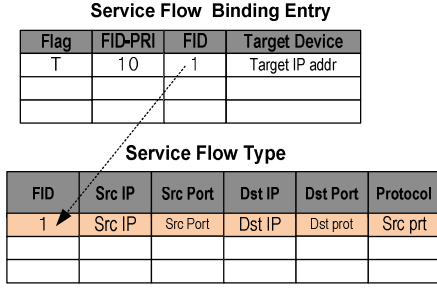 Service Flow Binding Entry
Flag FID-PRI FID Target Device
T 10 1 Target IP addr
Service Flow Type
FID Src IP Src Port Dst IP Dst Port Protocol
1 Src IP Src Port Dst IP Dst prot Src prt